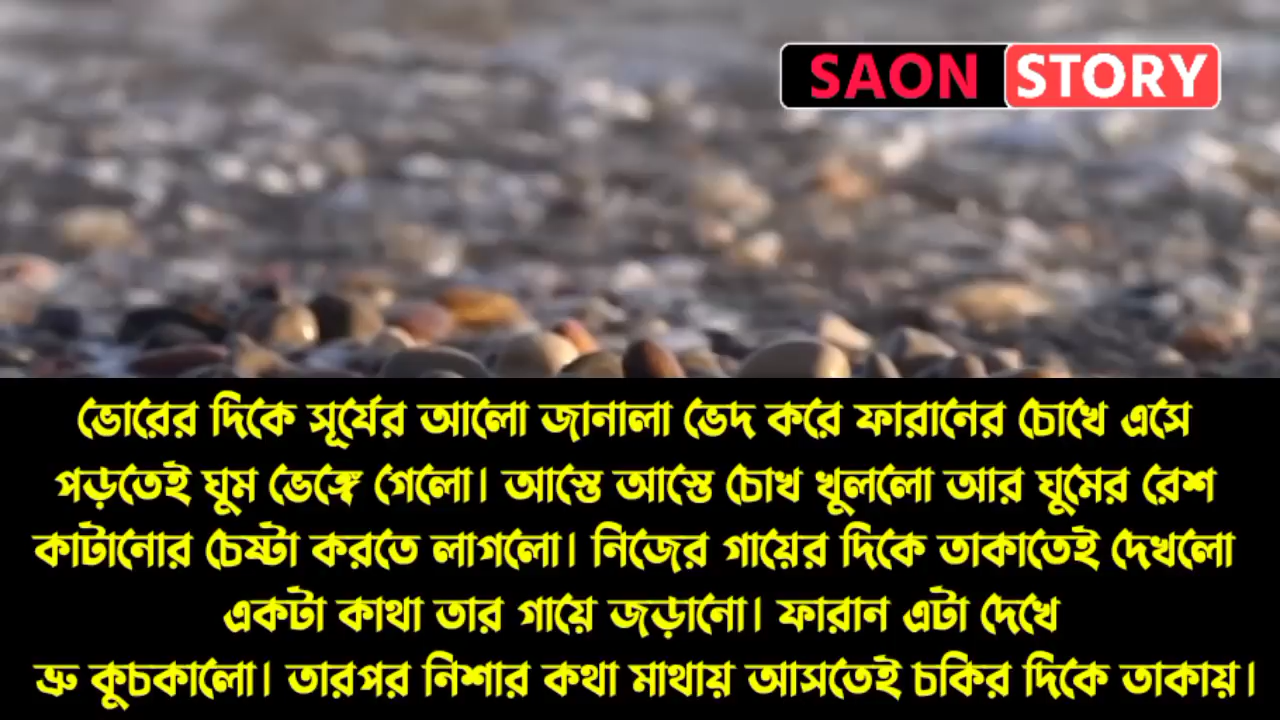 SAON STORY
ভোরের দিকে সূর্যের আলো জানালা ভেদ করে ফারানের চোখে এসে
পড়তেই ঘুম ভেঙ্গে গেলো। আস্তে আস্তে চোখ খুললো আর ঘুমের রেশ
কাটানোর চেষ্টা করতে লাগলো। নিজের গায়ের দিকে তাকাতেই দেখলো
একটা কাথা তার গায়ে জড়ানো। ফারান এটা দেখে
ভ্রু কুচকালো। তারপর নিশার কথা মাথায় আসতেই চকির দিকে তাকায়।